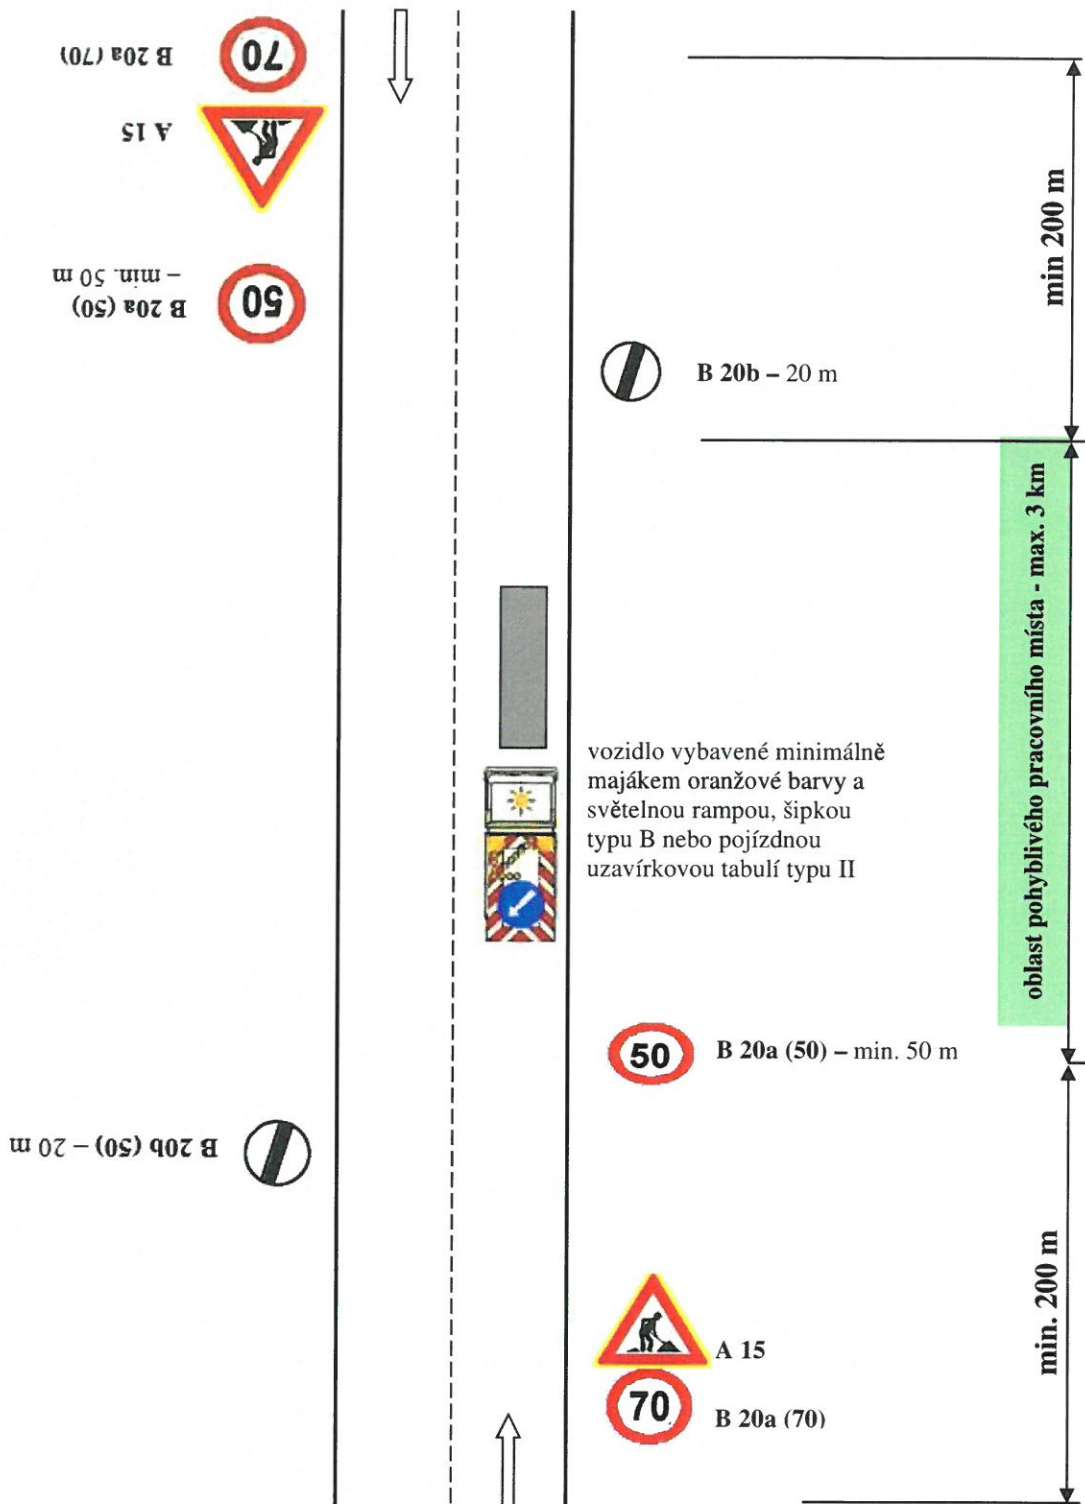 B 20a (70)
70
A 15
B 20a (50)
– min. 50 m
50
B 20b – 20 m
min 200 m
oblast pohyblivého pracovního místa - max. 3 km
vozidlo vybavené minimálně
majákem oranžové barvy a
světelnou rampou, šipkou
typu B nebo pojízdnou
uzavírkovou tabulí typu II
50
B 20a (50) – min. 50 m
B 20b (50) – 20 m
A 15
70
B 20a (70)
min. 200 m